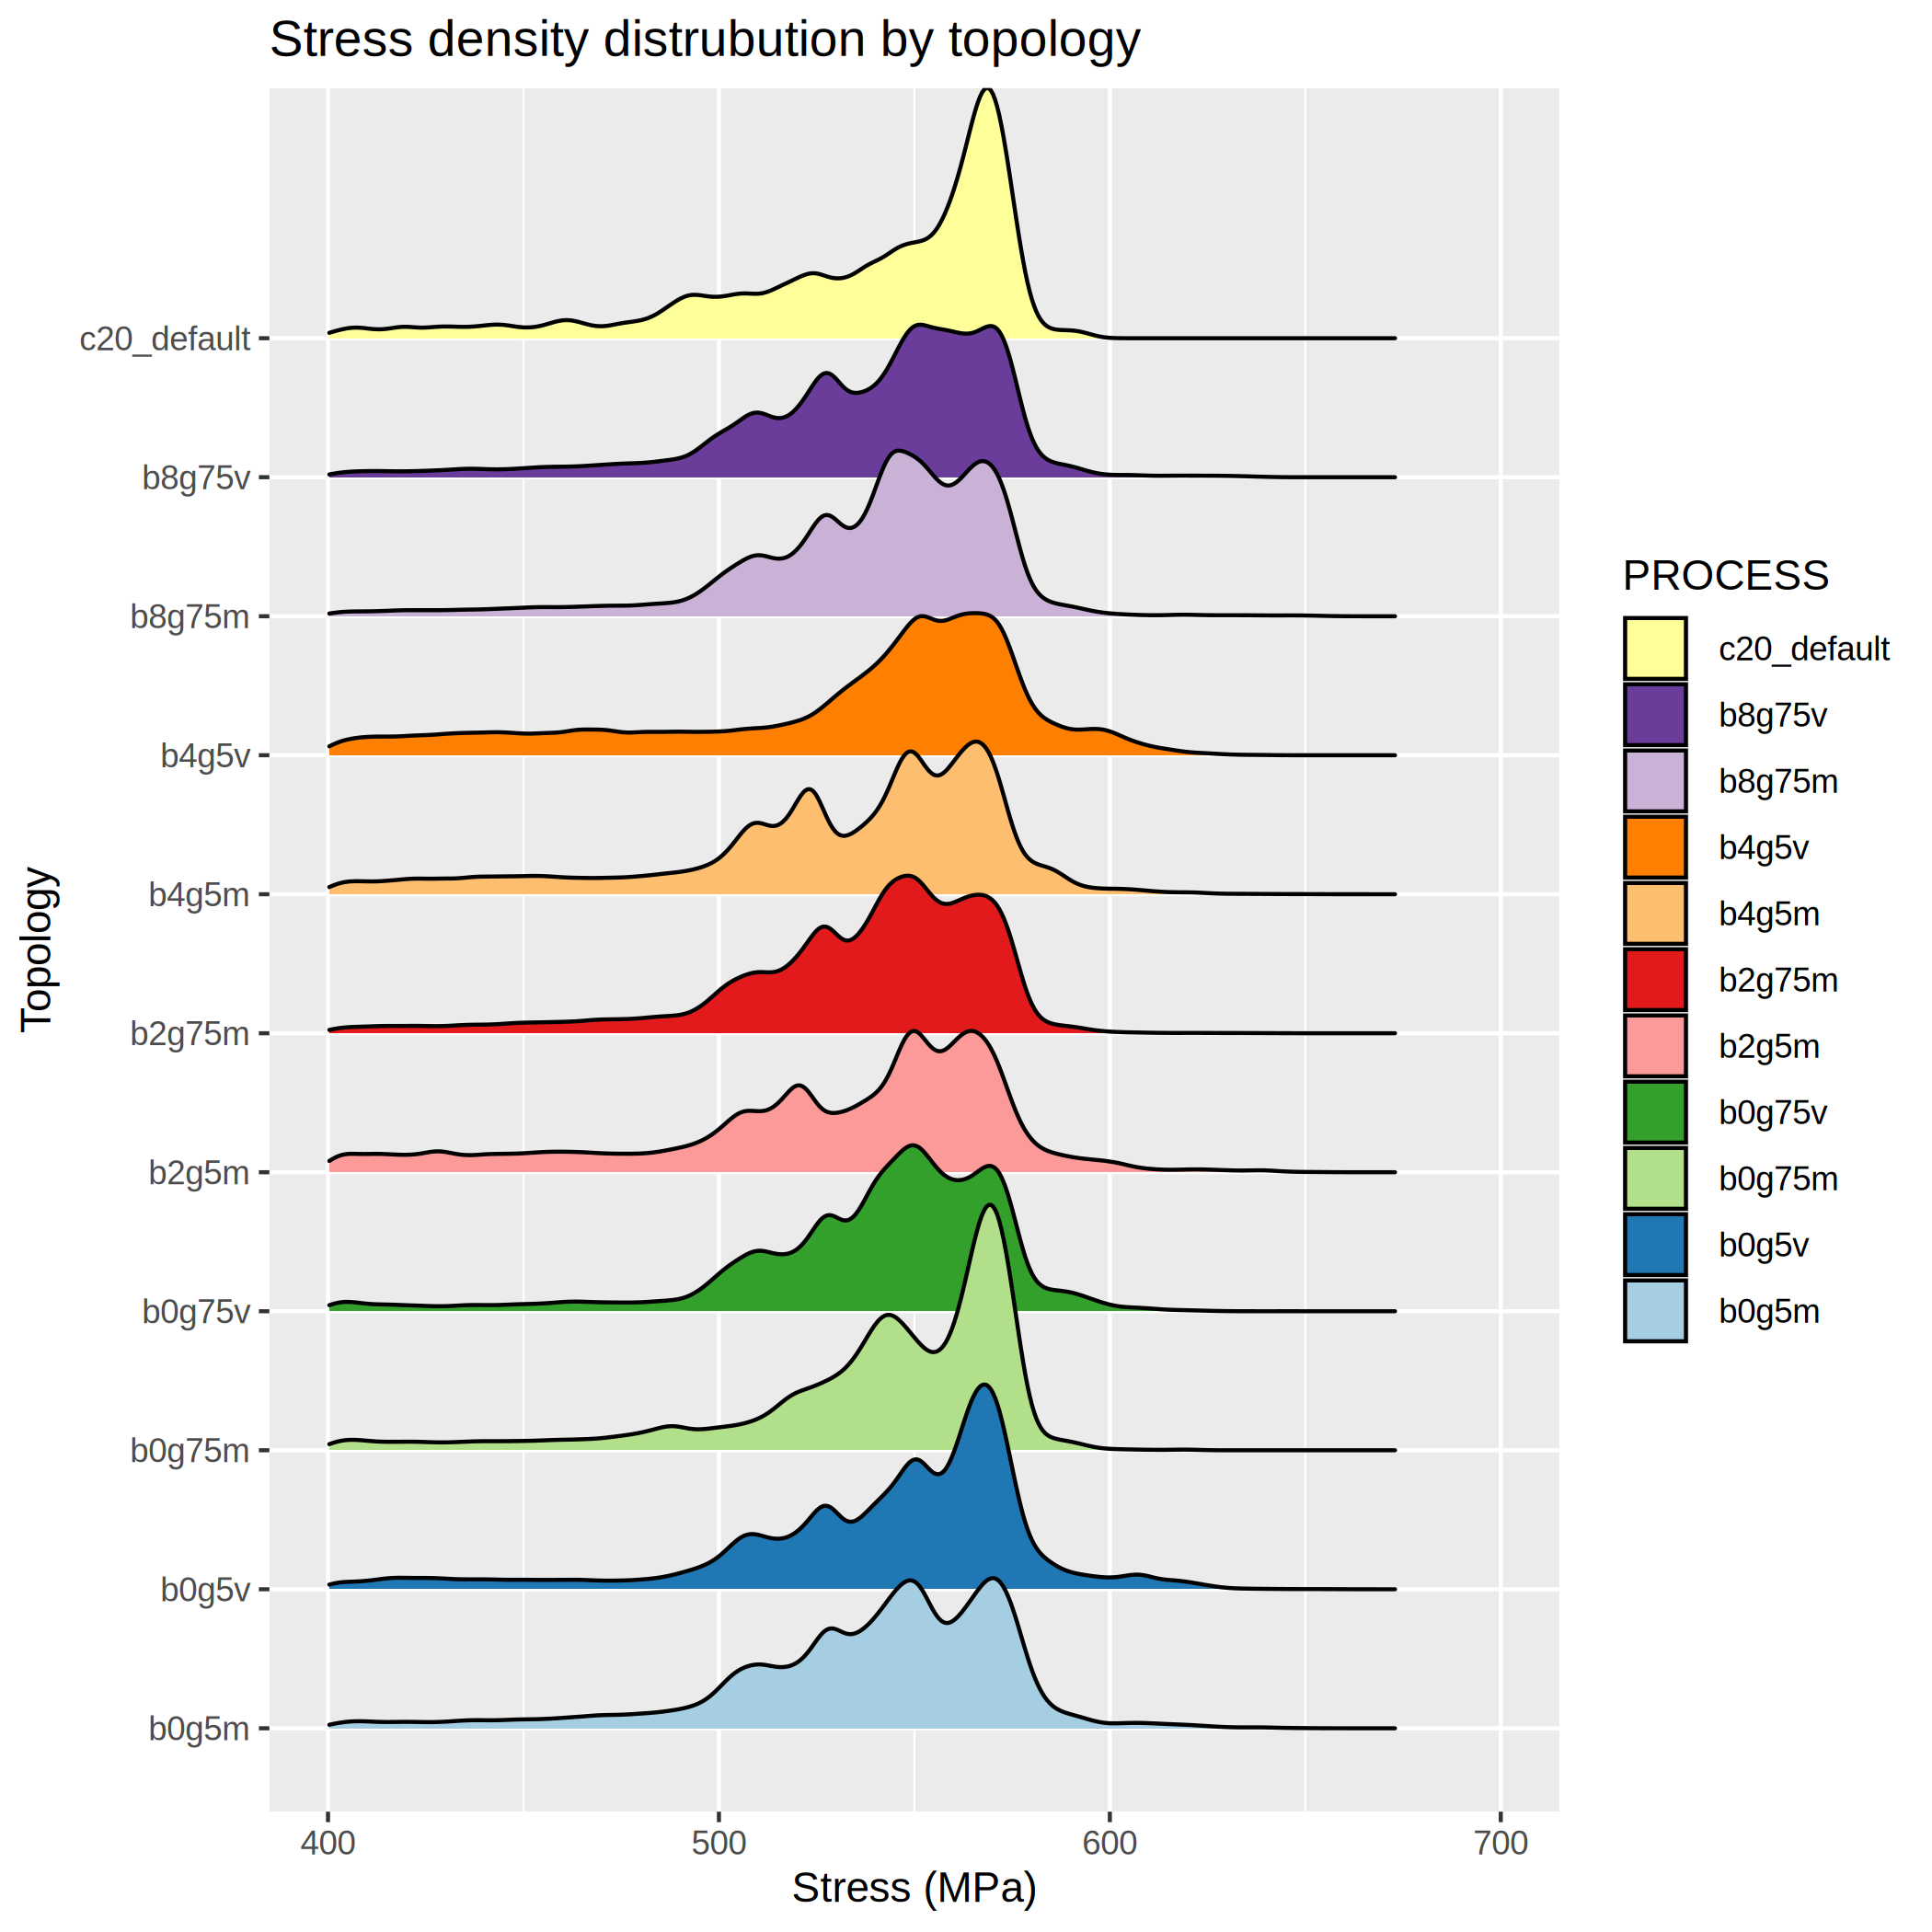 Stress density distrubution by topology
Topology
c20_default
b8g75v
b8g75m
b4g5v
b4g5m
b2g75m
b2g5m
b0g75v
b0g75m
b0g5v
b0g5m
400 500 600 700
Stress (MPa)
PROCESS
c20_default
b8g75v
b8g75m
b4g5v
b4g5m
b2g75m
b2g5m
b0g75v
b0g75m
b0g5v
b0g5m